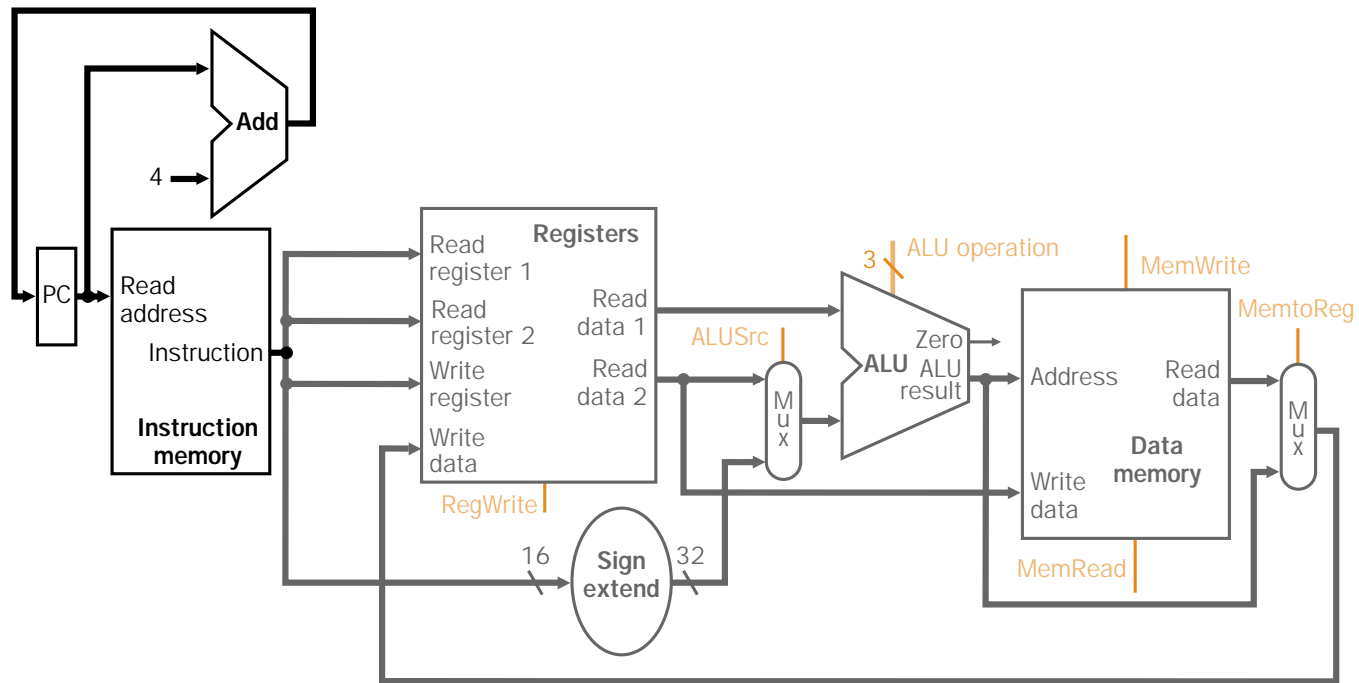 Add
4
PC
Read
address
Instruction
Instruction
memory
Registers
Read
register 1
Read
register 2
Write
register
Write
data
Read
data 1
Read
data 2
RegWrite
16
Sign
extend
32
ALUSrc
M
u
x
3
ALU operation
Zero
ALU
ALU
result
MemWrite
Address
Read
data
Data
memory
Write
data
MemRead
MemtoReg
M
u
x